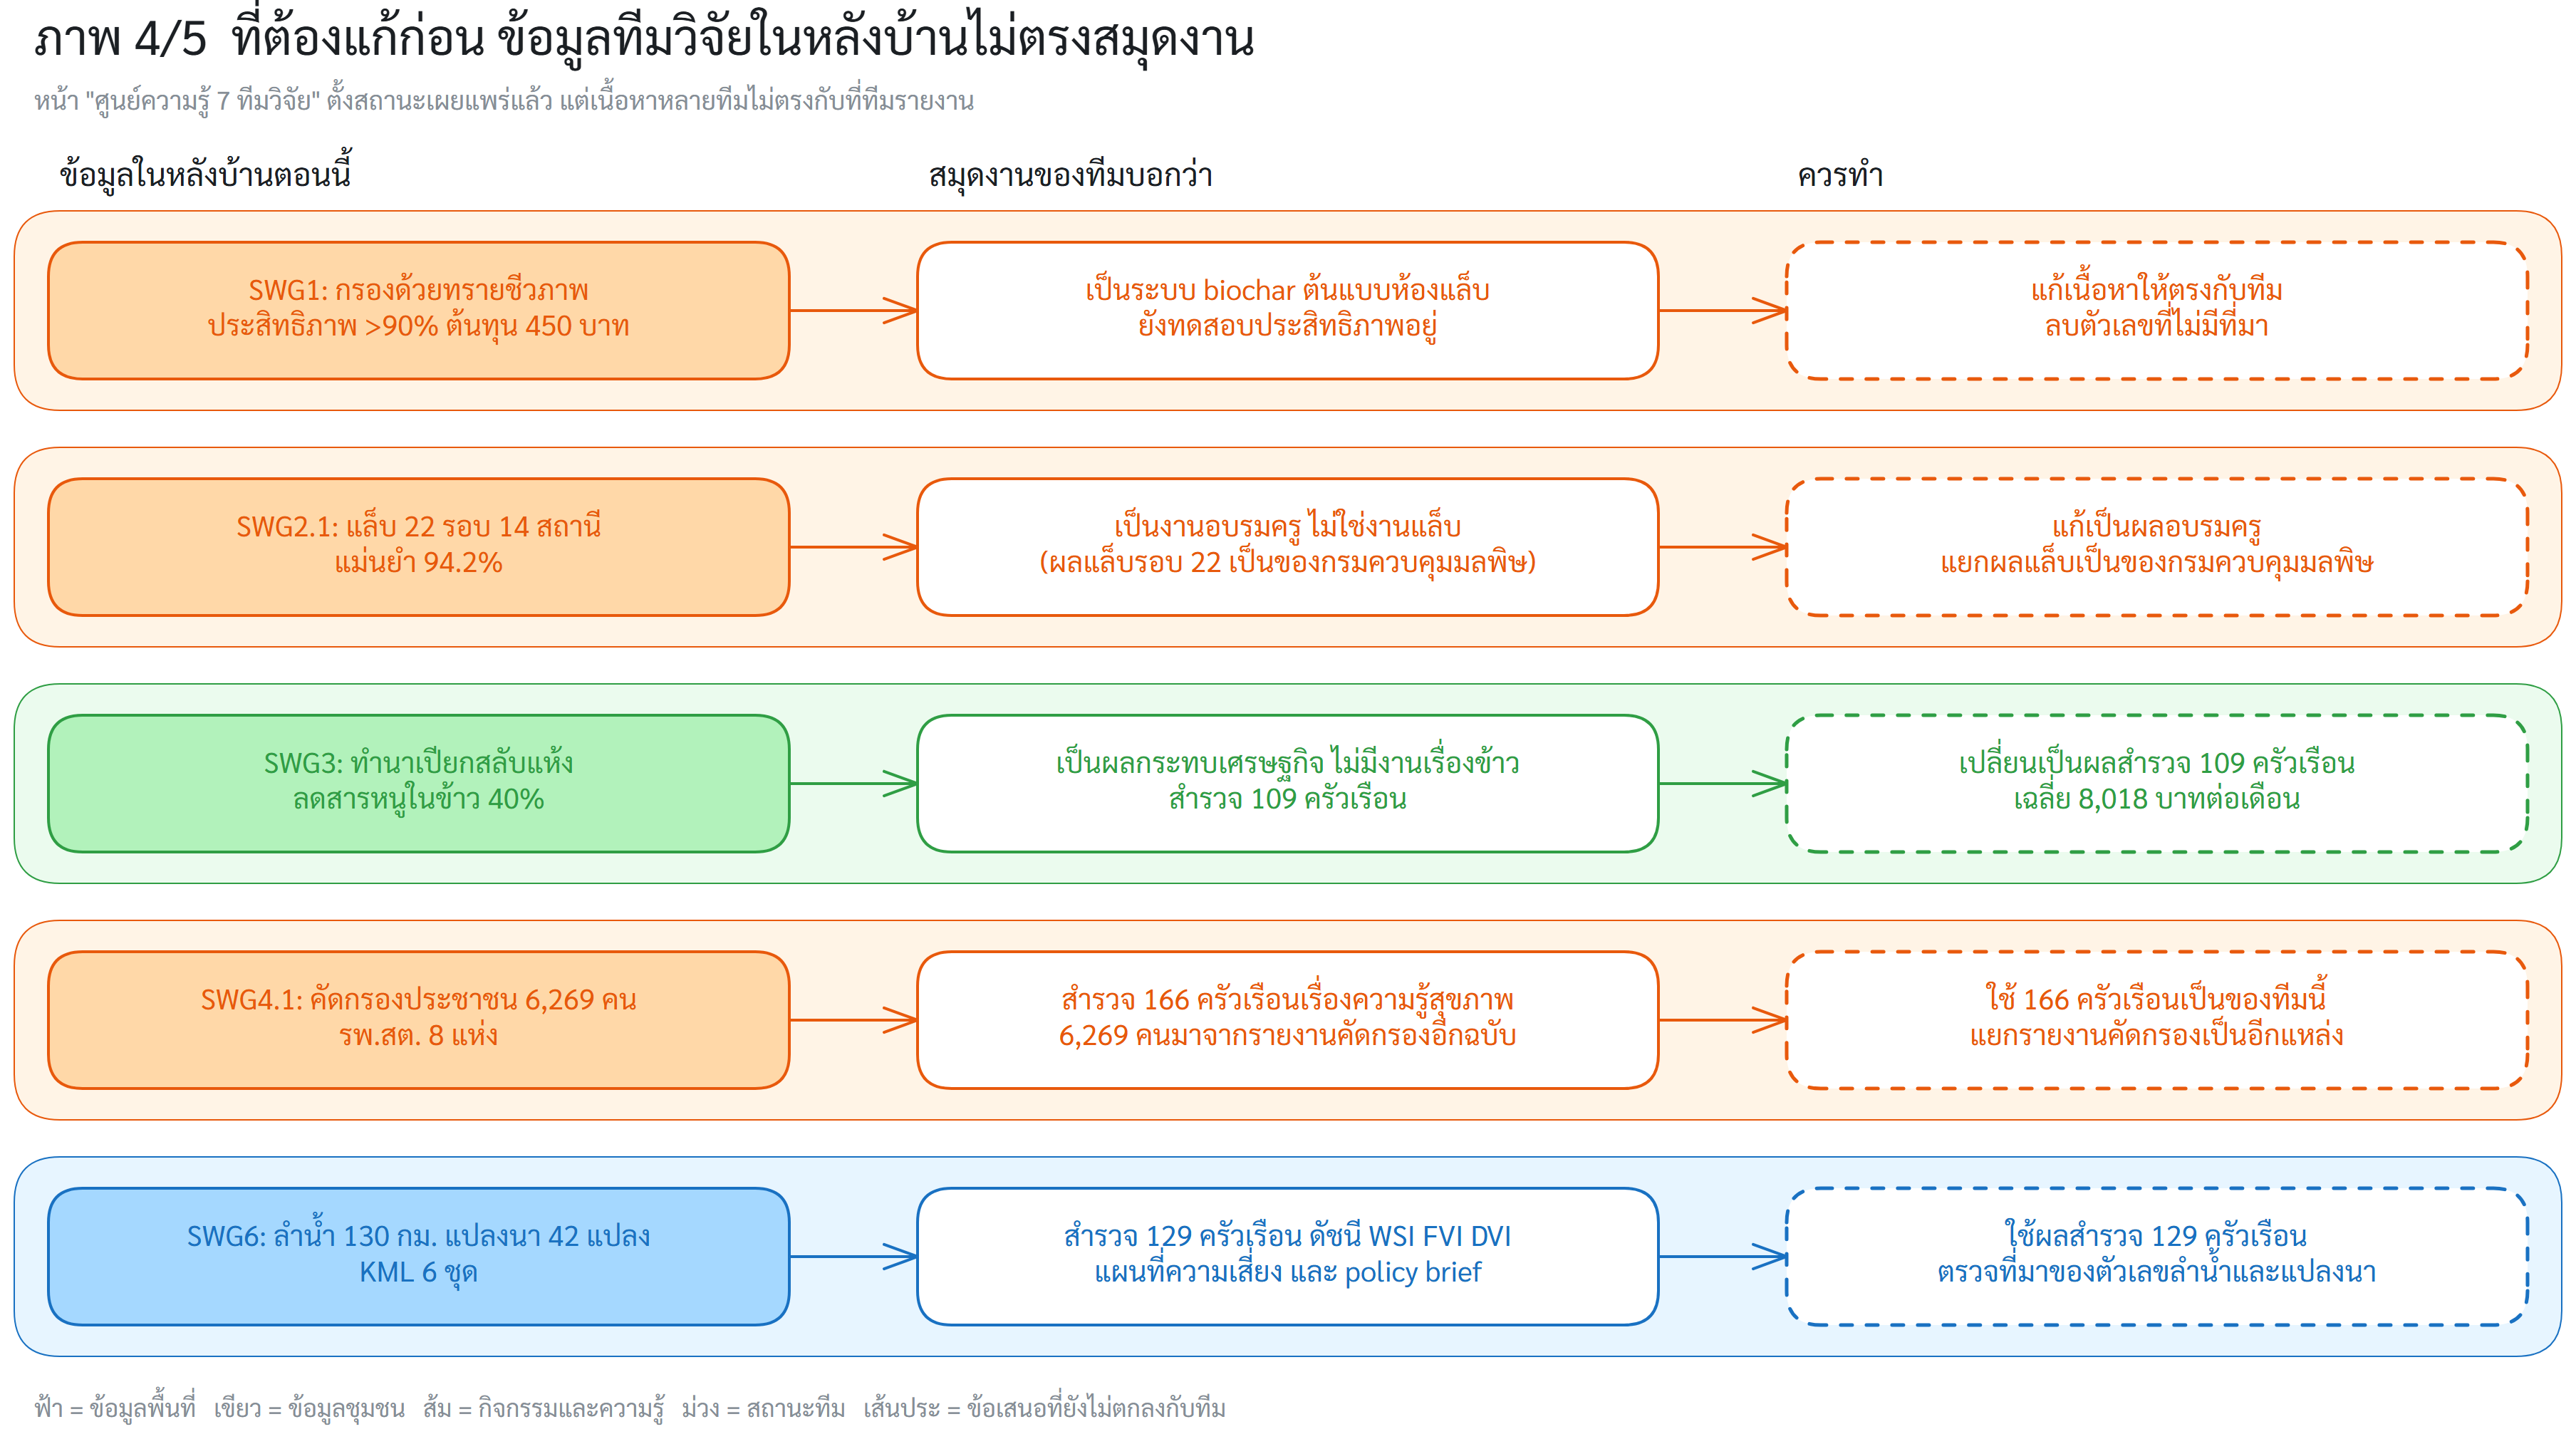 ภาพ 4/5 ที่ต้องแก้ก่อน ข้อมูลทีมวิจัยในหลังบ้านไม่ตรงสมุดงาน
หน้า "ศูนย์ความรู้ 7 ทีมวิจัย" ตั้งสถานะเผยแพร่แล้ว แต่เนื้อหาหลายทีมไม่ตรงกับที่ทีมรายงาน
ข้อมูลในหลังบ้านตอนนี้
สมุดงานของทีมบอกว่า
ควรทำ
SWG1: กรองด้วยทรายชีวภาพ
ประสิทธิภาพ >90% ต้นทุน 450 บาท
เป็นระบบ biochar ต้นแบบห้องแล็บ
ยังทดสอบประสิทธิภาพอยู่
แก้เนื้อหาให้ตรงกับทีม
ลบตัวเลขที่ไม่มีที่มา
SWG2.1: แล็บ 22 รอบ 14 สถานี
แม่นยำ 94.2%
เป็นงานอบรมครู ไม่ใช่งานแล็บ
(ผลแล็บรอบ 22 เป็นของกรมควบคุมมลพิษ)
แก้เป็นผลอบรมครู
แยกผลแล็บเป็นของกรมควบคุมมลพิษ
SWG3: ทำนาเปียกสลับแห้ง
ลดสารหนูในข้าว 40%
เป็นผลกระทบเศรษฐกิจ ไม่มีงานเรื่องข้าว
สำรวจ 109 ครัวเรือน
เปลี่ยนเป็นผลสำรวจ 109 ครัวเรือน
เฉลี่ย 8,018 บาทต่อเดือน
SWG4.1: คัดกรองประชาชน 6,269 คน
รพ.สต. 8 แห่ง
สำรวจ 166 ครัวเรือนเรื่องความรู้สุขภาพ
6,269 คนมาจากรายงานคัดกรองอีกฉบับ
ใช้ 166 ครัวเรือนเป็นของทีมนี้
แยกรายงานคัดกรองเป็นอีกแหล่ง
SWG6: ลำน้ำ 130 กม. แปลงนา 42 แปลง
KML 6 ชุด
สำรวจ 129 ครัวเรือน ดัชนี WSI FVI DVI
แผนที่ความเสี่ยง และ policy brief
ใช้ผลสำรวจ 129 ครัวเรือน
ตรวจที่มาของตัวเลขลำน้ำและแปลงนา
ฟ้า = ข้อมูลพื้นที่ เขียว = ข้อมูลชุมชน ส้ม = กิจกรรมและความรู้ ม่วง = สถานะทีม เส้นประ = ข้อเสนอที่ยังไม่ตกลงกับทีม